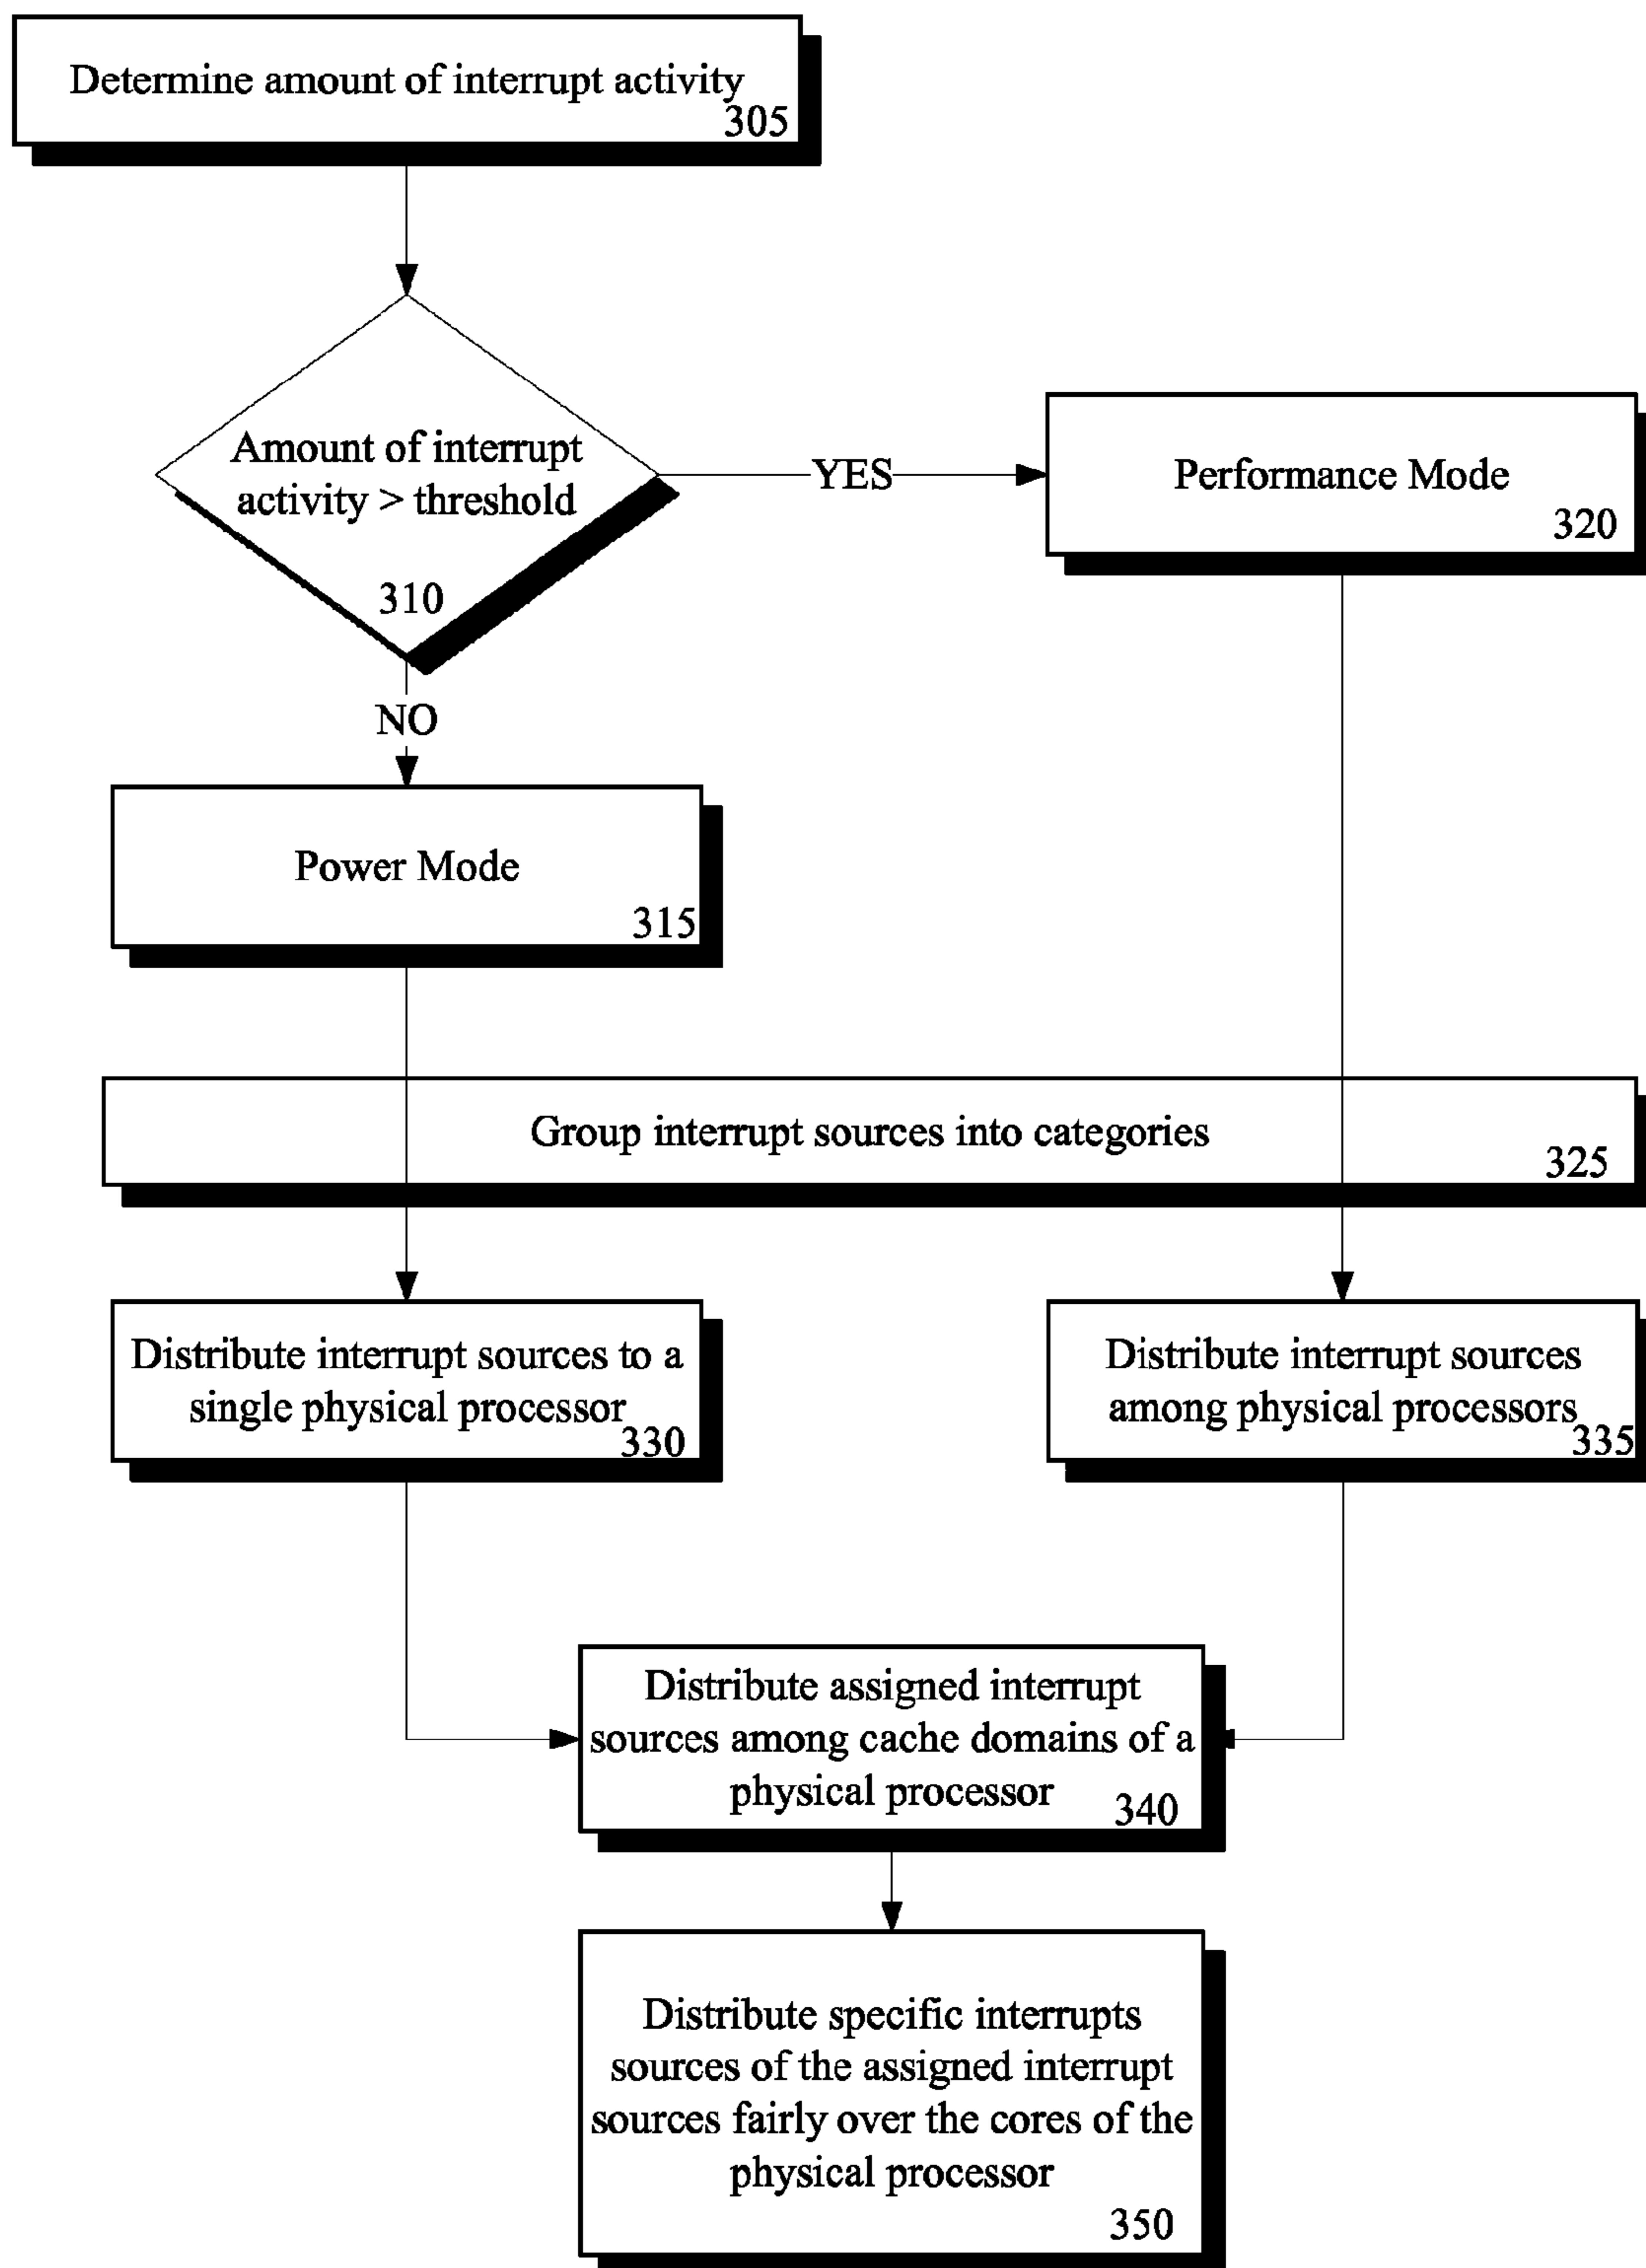 Determine amount of interrupt activity
305
Amount of interrupt
activity > threshold
310
YES
Performance Mode
320
NO
Power Mode
315
Group interrupt sources into categories
325
Distribute interrupt sources to a
single physical processor
330
Distribute interrupt sources
among physical processors
335
Distribute assigned interrupt
sources among cache domains of a
physical processor
340
Distribute specific interrupts
sources of the assigned interrupt
sources fairly over the cores of the
physical processor
350